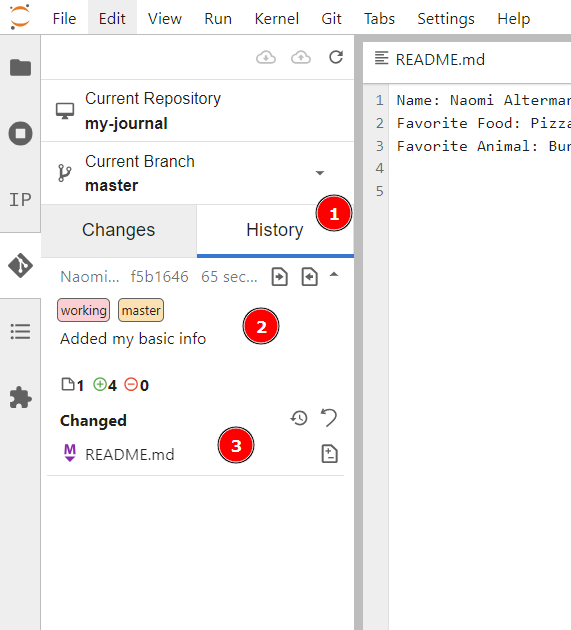 File Edit View Run Kernel Git Tabs Settings Help
README.md
Current Repository
my-journal
Current Branch
master
IP
1
Changes History
Naomi... f5b1646 65 sec...
working master
2
Added my basic info
1 4 0
Changed
3
M README.md
1 Name: Naomi Alterman
2 Favorite Food: Pizza
3 Favorite Animal:
4
5